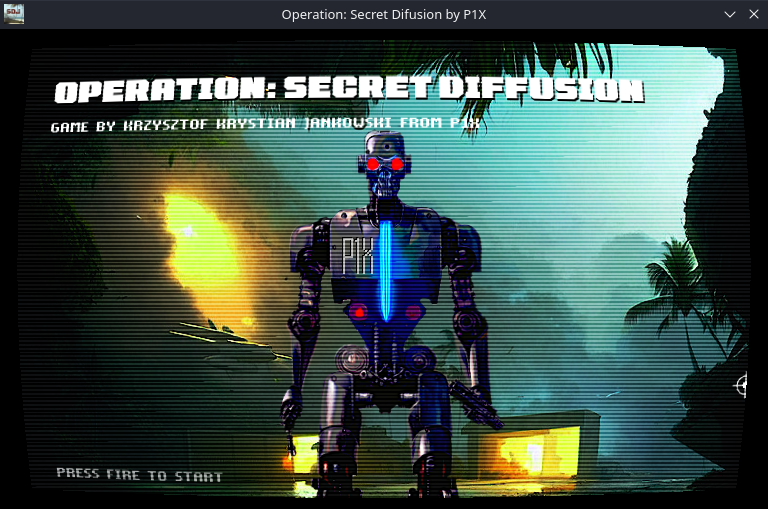 Operation: Secret Difusion by P1X
OPERATION: SECRET DIFFUSION
GAME BY KRZYSZTOF KRYSTIAN JANKOWSKI FROM P1X
P1X
PRESS FIRE TO START